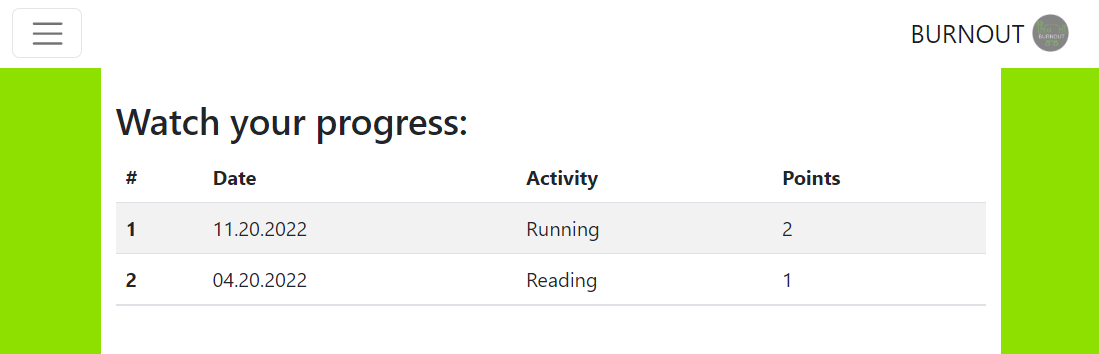 BURNOUT
BURNOUT
Watch your progress:
# Date Activity Points
1 11.20.2022 Running 2
2 04.20.2022 Reading 1